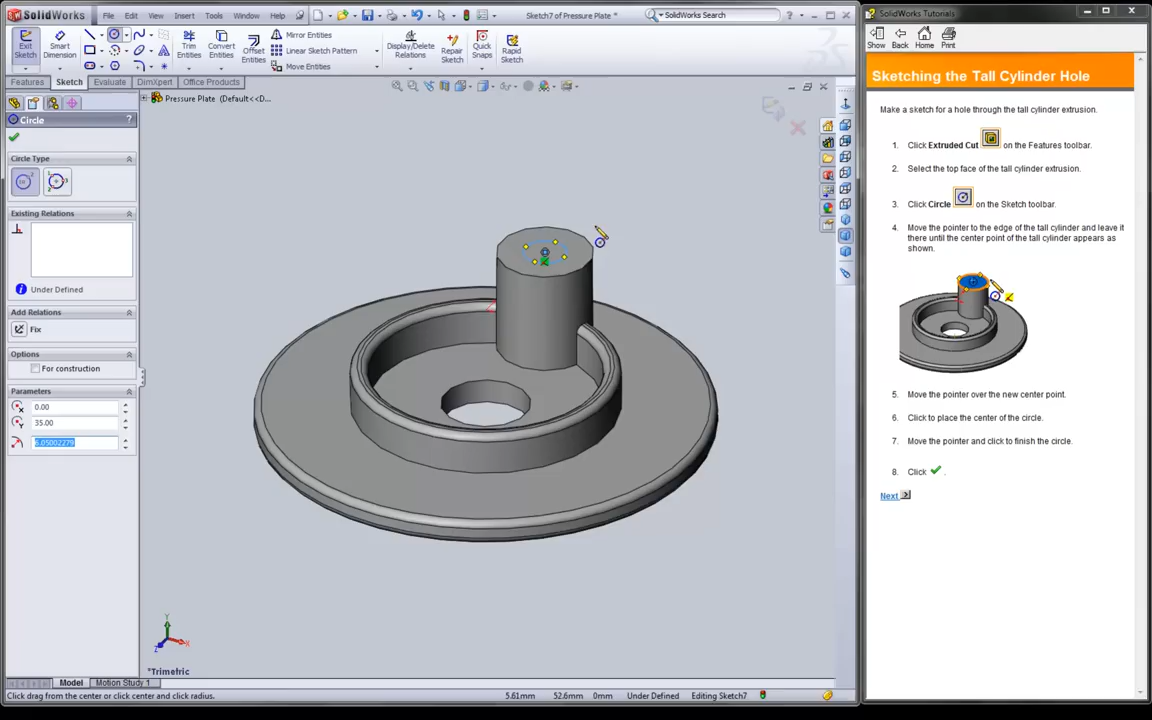 SolidWorks
File Edit View Insert Tools Window Help
Sketch7 of Pressure Plate *
SolidWorks Search
Exit Sketch
Smart Dimension
Trim Entities
Convert Entities
Offset Entities
Mirror Entities
Linear Sketch Pattern
Move Entities
Display/Delete Relations
Repair Sketch
Quick Snaps
Rapid Sketch
Features Sketch Evaluate DimXpert Office Products
Pressure Plate (Default<<D...
Circle ?
Circle Type
Existing Relations
Under Defined
Add Relations
Fix
Options
For construction
Parameters
0.00
35.00
6.05002279
Y
X
Z
*Trimetric
Model Motion Study 1
Click drag from the center or click center and click radius.
5.61mm 52.6mm 0mm Under Defined Editing Sketch7
SolidWorks Tutorials
Show Back Home Print
Sketching the Tall Cylinder Hole
Make a sketch for a hole through the tall cylinder extrusion.
1. Click Extruded Cut on the Features toolbar.
2. Select the top face of the tall cylinder extrusion.
3. Click Circle on the Sketch toolbar.
4. Move the pointer to the edge of the tall cylinder and leave it
there until the center point of the tall cylinder appears as
shown.
5. Move the pointer over the new center point.
6. Click to place the center of the circle.
7. Move the pointer and click to finish the circle.
8. Click .
Next